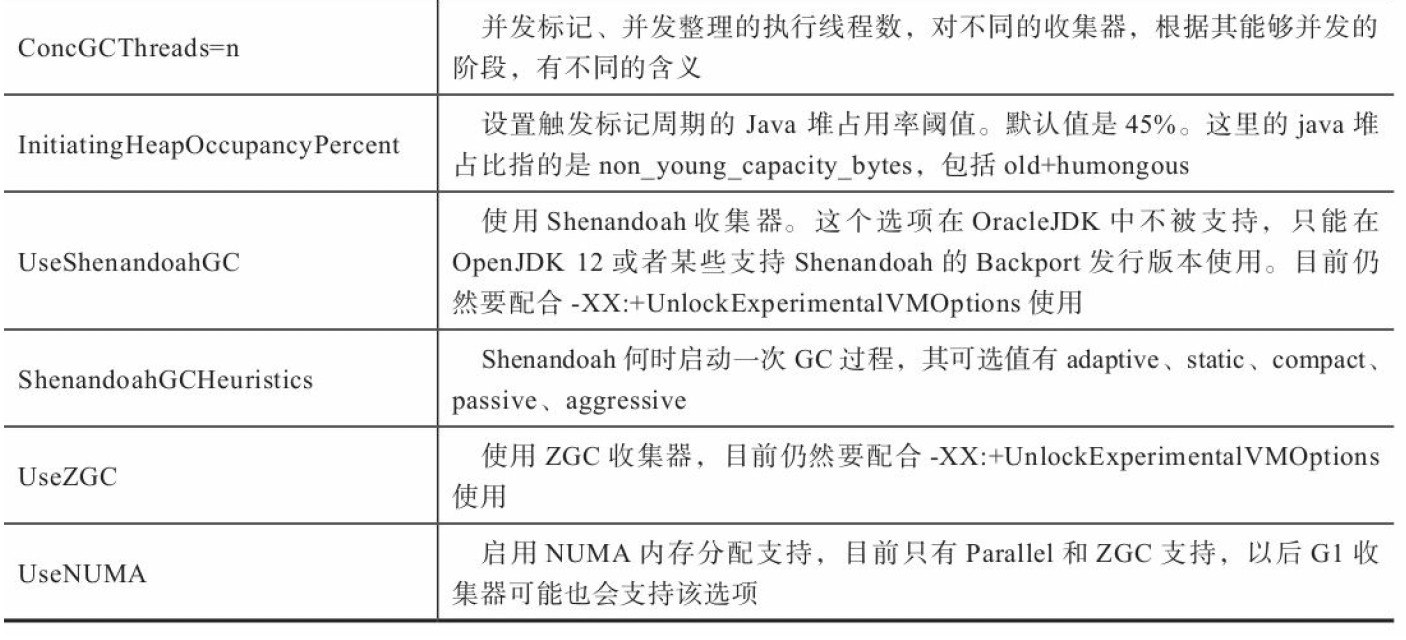 ConcGCThreads=n
并发标记、并发整理的执行线程数，对不同的收集器，根据其能够并发的
阶段，有不同的含义
InitiatingHeapOccupancyPercent
设置触发标记周期的 Java 堆占用率阈值。默认值是 45%。这里的 java 堆
占比指的是 non_young_capacity_bytes，包括 old+humongous
UseShenandoahGC
使用 Shenandoah 收集器。这个选项在 OracleJDK 中不被支持，只能在
OpenJDK 12 或者某些支持 Shenandoah 的 Backport 发行版本使用。目前仍
然要配合 -XX:+UnlockExperimentalVMOptions 使用
ShenandoahGCHeuristics
Shenandoah 何时启动一次 GC 过程，其可选值有 adaptive、static、compact、
passive、aggressive
UseZGC
使用 ZGC 收集器，目前仍然要配合 -XX:+UnlockExperimentalVMOptions
使用
UseNUMA
启用 NUMA 内存分配支持，目前只有 Parallel 和 ZGC 支持，以后 G1 收
集器可能也会支持该选项